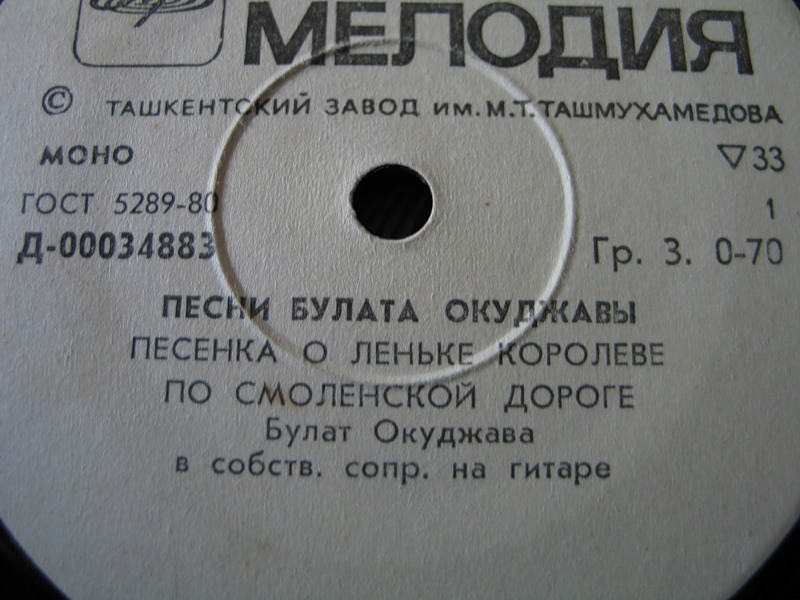 МЕЛОДИЯ
© ТАШКЕНТСКИЙ ЗАВОД ИМ. М.Т.ТАШМУХАМЕДОВА
МОНО ▽33
ГОСТ 5289-80 1
Д-00034883 Гр. 3. 0-70
ПЕСНИ БУЛАТА ОКУДЖАВЫ
ПЕСЕНКА О ЛЕНЬКЕ КОРОЛЕВЕ
ПО СМОЛЕНСКОЙ ДОРОГЕ
Булат Окуджава
в собств. сопр. на гитаре